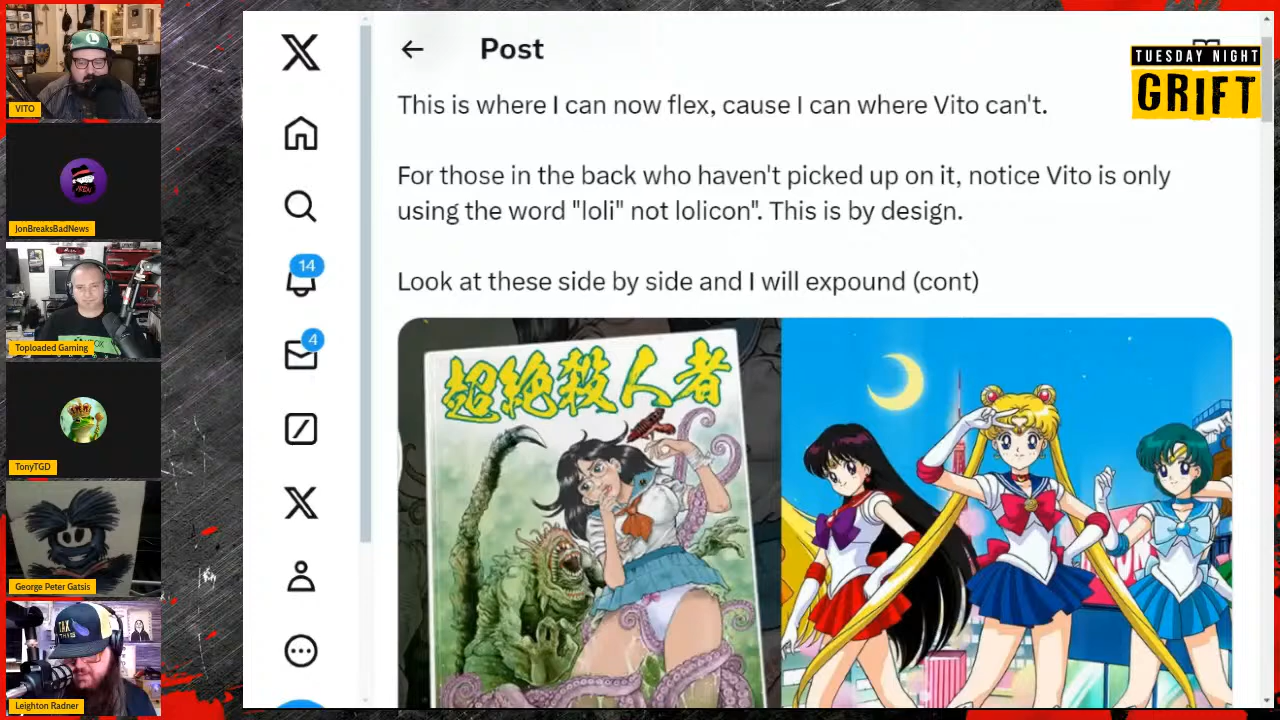 VITO
JonBreaksBadNews
Toploaded Gaming
TonyTGD
George Peter Gatsis
Leighton Radner
14
4
Post
TUESDAY NIGHT
GRIFT
This is where I can now flex, cause I can where Vito can't.
For those in the back who haven't picked up on it, notice Vito is only
using the word "loli" not lolicon". This is by design.
Look at these side by side and I will expound (cont)
超絶殺人者